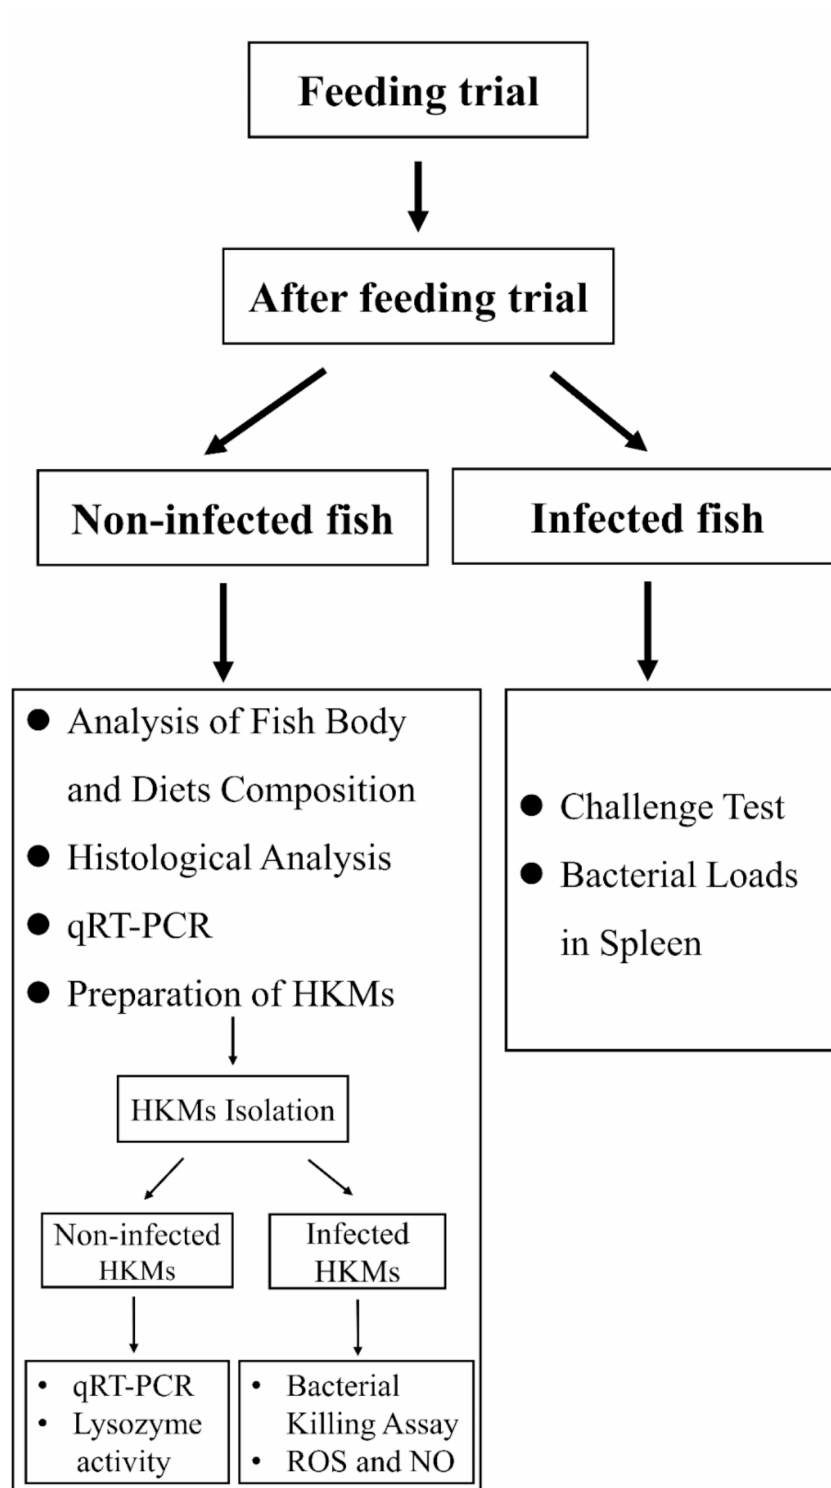 Feeding trial
After feeding trial
Non-infected fish
Infected fish
● Analysis of Fish Body
and Diets Composition
● Histological Analysis
● qRT-PCR
● Preparation of HKMs
● Challenge Test
● Bacterial Loads
in Spleen
HKMs Isolation
Non-infected
HKMs
Infected
HKMs
• qRT-PCR
• Lysozyme
activity
• Bacterial
Killing Assay
• ROS and NO